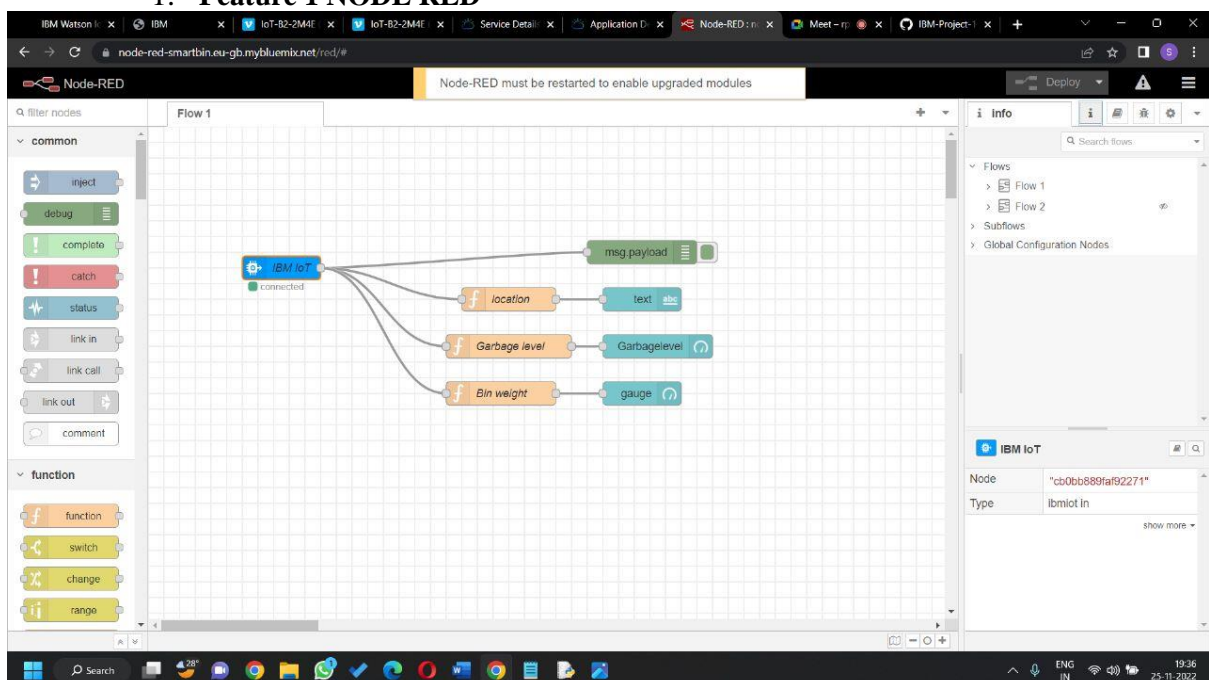 1. Feature 1 NODE RED
IBM Watson I
IBM
IoT-B2-2M4E
IoT-B2-2M4E
Service Detail
Application D
Node-RED : n
Meet – rp
IBM-Project-1
node-red-smartbin.eu-gb.mybluemix.net/red/#
S
Node-RED
Node-RED must be restarted to enable upgraded modules
Deploy
filter nodes
Flow 1
i Info
i
common
Search flows
inject
debug
complete
catch
status
link in
link call
link out
comment
function
function
switch
change
range
IBM IoT
connected
msg.payload
location
text abc
Garbage level
Garbagelevel
Bin weight
gauge
Flows
Flow 1
Flow 2
Subflows
Global Configuration Nodes
IBM IoT
Node "cb0bb889faf92271"
Type ibmiot in
show more
Search
28°
ENG
IN
19:36
25-11-2022